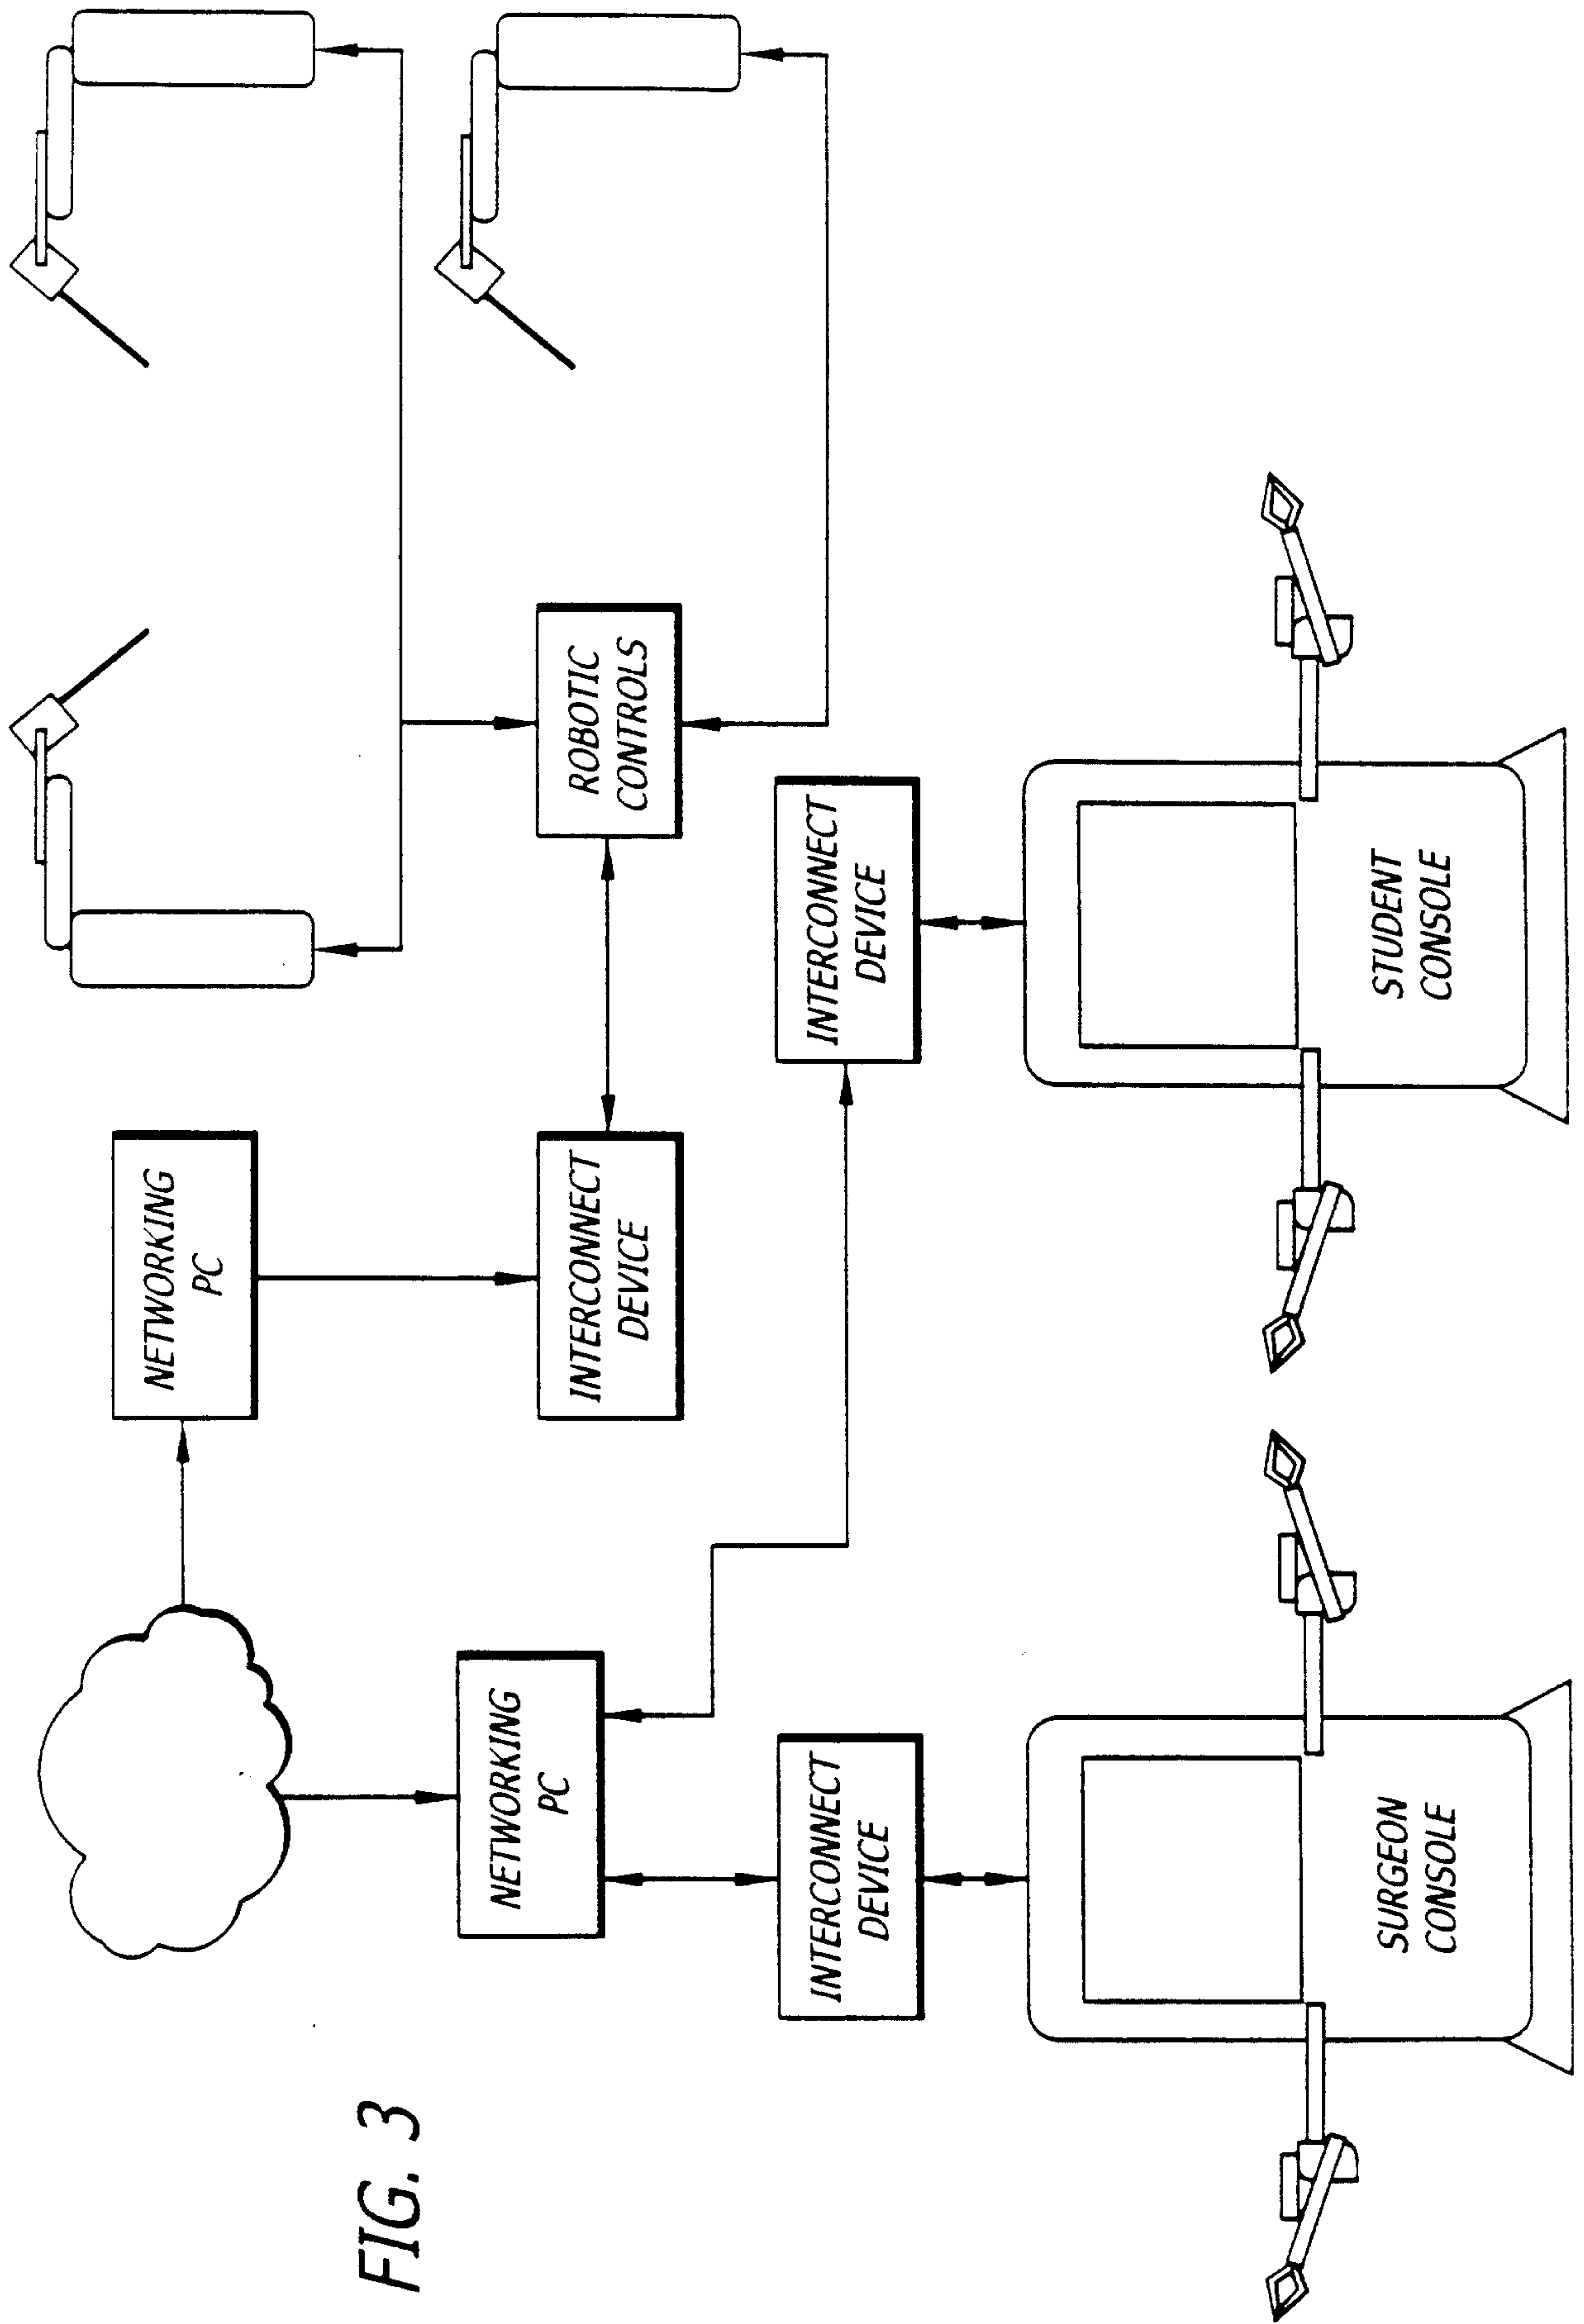 FIG. 3
NETWORKING
PC
NETWORKING
PC
INTERCONNECT
DEVICE
ROBOTIC
CONTROLS
INTERCONNECT
DEVICE
INTERCONNECT
DEVICE
SURGEON
CONSOLE
STUDENT
CONSOLE